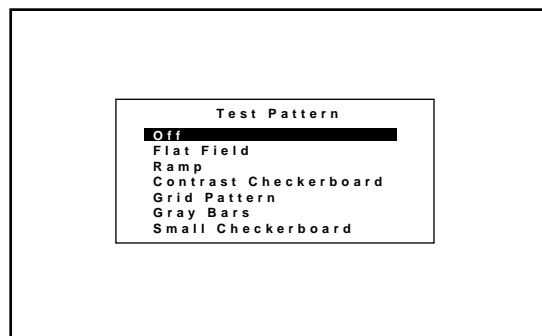 Test Pattern
Off
Flat Field
Ramp
Contrast Checkerboard
Grid Pattern
Gray Bars
Small Checkerboard